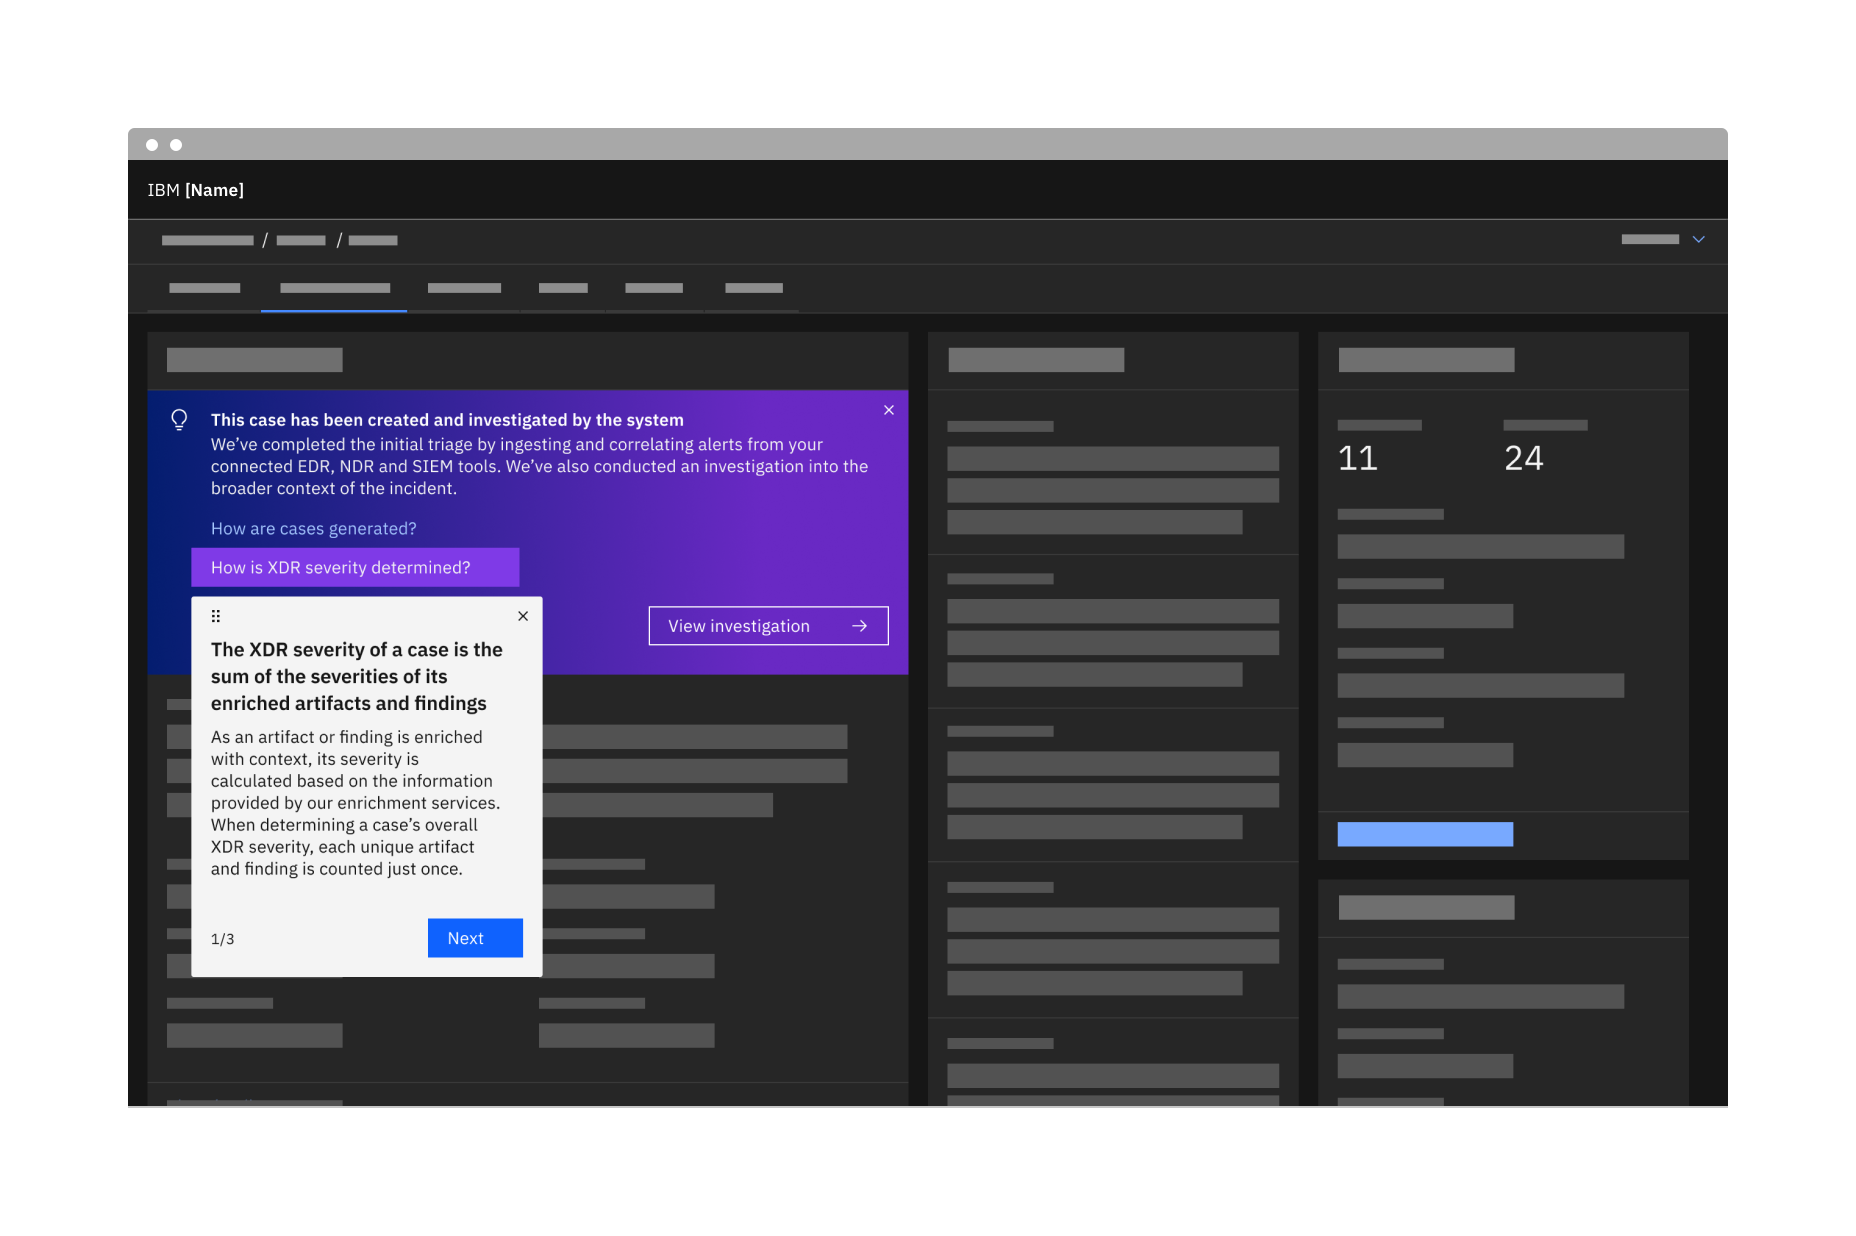 IBM [Name]
/ /
This case has been created and investigated by the system
We’ve completed the initial triage by ingesting and correlating alerts from your
connected EDR, NDR and SIEM tools. We’ve also conducted an investigation into the
broader context of the incident.
How are cases generated?
How is XDR severity determined?
View investigation
The XDR severity of a case is the
sum of the severities of its
enriched artifacts and findings
As an artifact or finding is enriched
with context, its severity is
calculated based on the information
provided by our enrichment services.
When determining a case’s overall
XDR severity, each unique artifact
and finding is counted just once.
1/3
Next
11
24